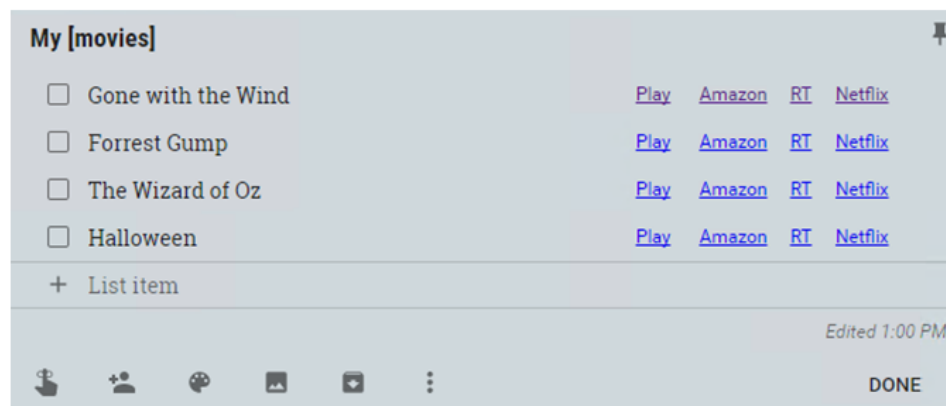 My [movies]
Gone with the Wind Play Amazon RT Netflix
Forrest Gump Play Amazon RT Netflix
The Wizard of Oz Play Amazon RT Netflix
Halloween Play Amazon RT Netflix
+ List item
Edited 1:00 PM
DONE